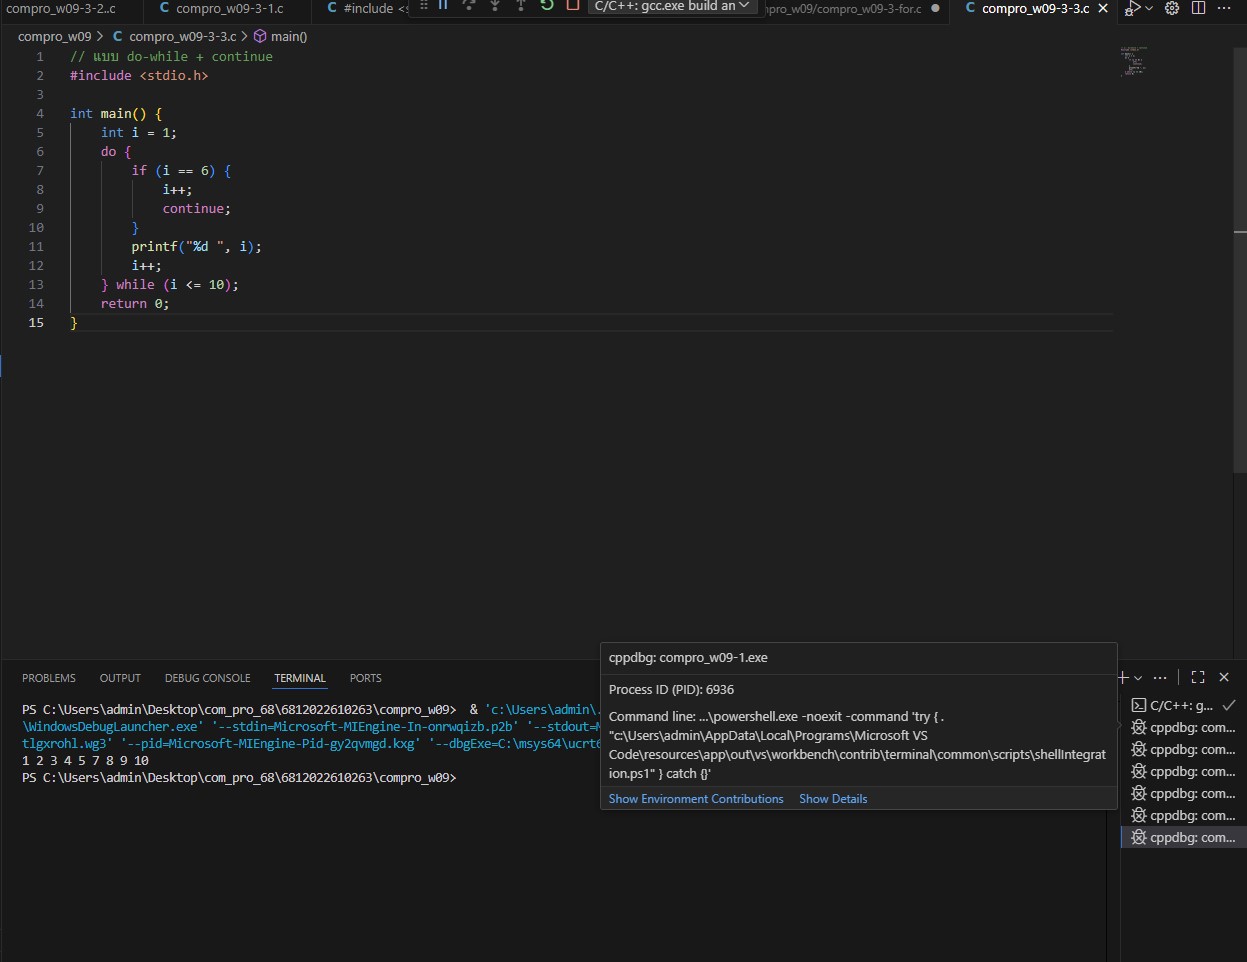 compro_w09-3-2..c
C compro_w09-3-1.c
C #include <s
C/C++: gcc.exe build an
pro_w09/compro_w09-3-for.c
C compro_w09-3-3.c
compro_w09 > C compro_w09-3-3.c > main()
1 // แบบ do-while + continue
2 #include <stdio.h>
3
4 int main() {
5 int i = 1;
6 do {
7 if (i == 6) {
8 i++;
9 continue;
10 }
11 printf("%d ", i);
12 i++;
13 } while (i <= 10);
14 return 0;
15 }
PROBLEMS OUTPUT DEBUG CONSOLE TERMINAL PORTS
PS C:\Users\admin\Desktop\com_pro_68\6812022610263\compro_w09> & 'c:\Users\admin\.
\WindowsDebugLauncher.exe' '--stdin=Microsoft-MIEngine-In-onrwqizb.p2b' '--stdout=M
tlgxrohl.wg3' '--pid=Microsoft-MIEngine-Pid-gy2qvmgd.kxg' '--dbgExe=C:\msys64\ucrt6
1 2 3 4 5 7 8 9 10
PS C:\Users\admin\Desktop\com_pro_68\6812022610263\compro_w09>
cppdbg: compro_w09-1.exe
Process ID (PID): 6936
Command line: ...\powershell.exe -noexit -command 'try { .
"c:\Users\admin\AppData\Local\Programs\Microsoft VS
Code\resources\app\out\vs\workbench\contrib\terminal\common\scripts\shellIntegrat
ion.ps1" } catch {}'
Show Environment Contributions Show Details
C/C++: g...
cppdbg: com...
cppdbg: com...
cppdbg: com...
cppdbg: com...
cppdbg: com...
cppdbg: com...